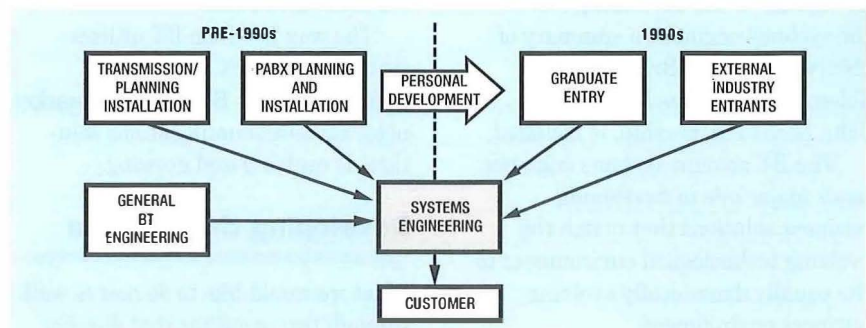 PRE-1990s
1990s
TRANSMISSION/
PLANNING
INSTALLATION
PABX PLANNING
AND
INSTALLATION
PERSONAL
DEVELOPMENT
GRADUATE
ENTRY
EXTERNAL
INDUSTRY
ENTRANTS
GENERAL
BT
ENGINEERING
SYSTEMS
ENGINEERING
CUSTOMER